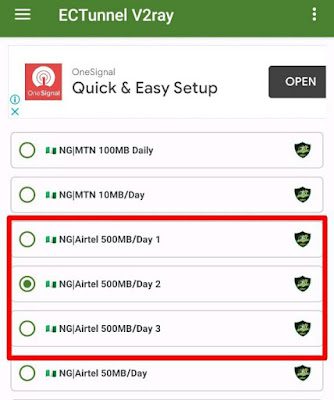 ECTunnel V2ray
OneSignal
Quick & Easy Setup
OPEN
OneSignal
NG|MTN 100MB Daily
NG|MTN 10MB/Day
NG|Airtel 500MB/Day 1
NG|Airtel 500MB/Day 2
NG|Airtel 500MB/Day 3
NG|Airtel 50MB/Day